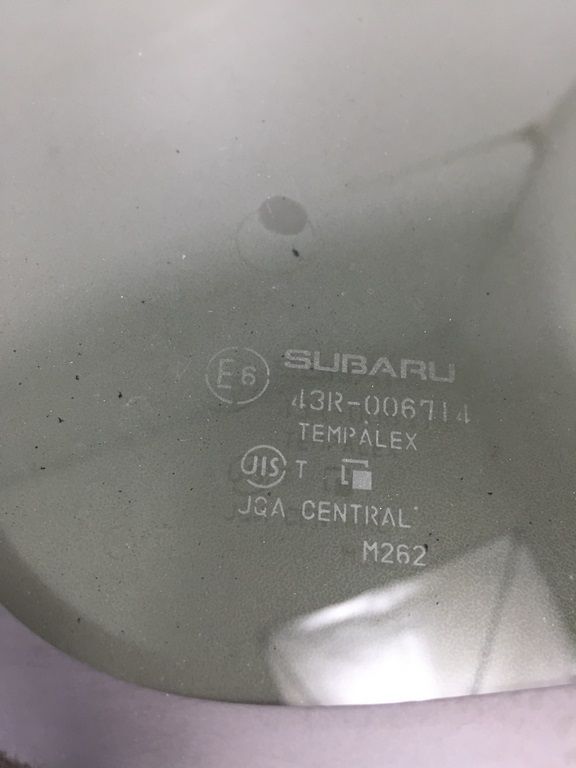 E6 SUBARU
43R-006714
TEMPALEX
JIS T
JQA CENTRAL
M262